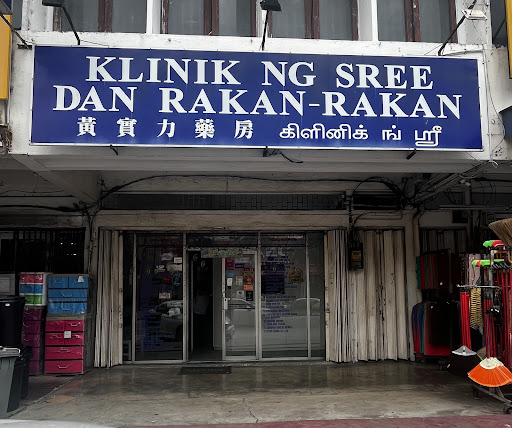 KLINIK NG SREE
DAN RAKAN-RAKAN
黃實力藥房 கிளினிக் ங் ஸ்ரீ